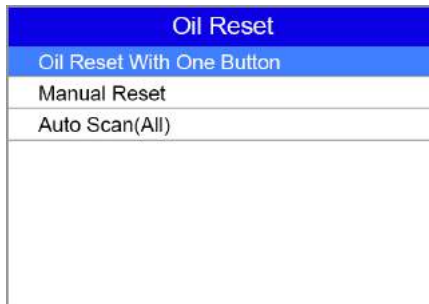 Oil Reset
Oil Reset With One Button
Manual Reset
Auto Scan(All)